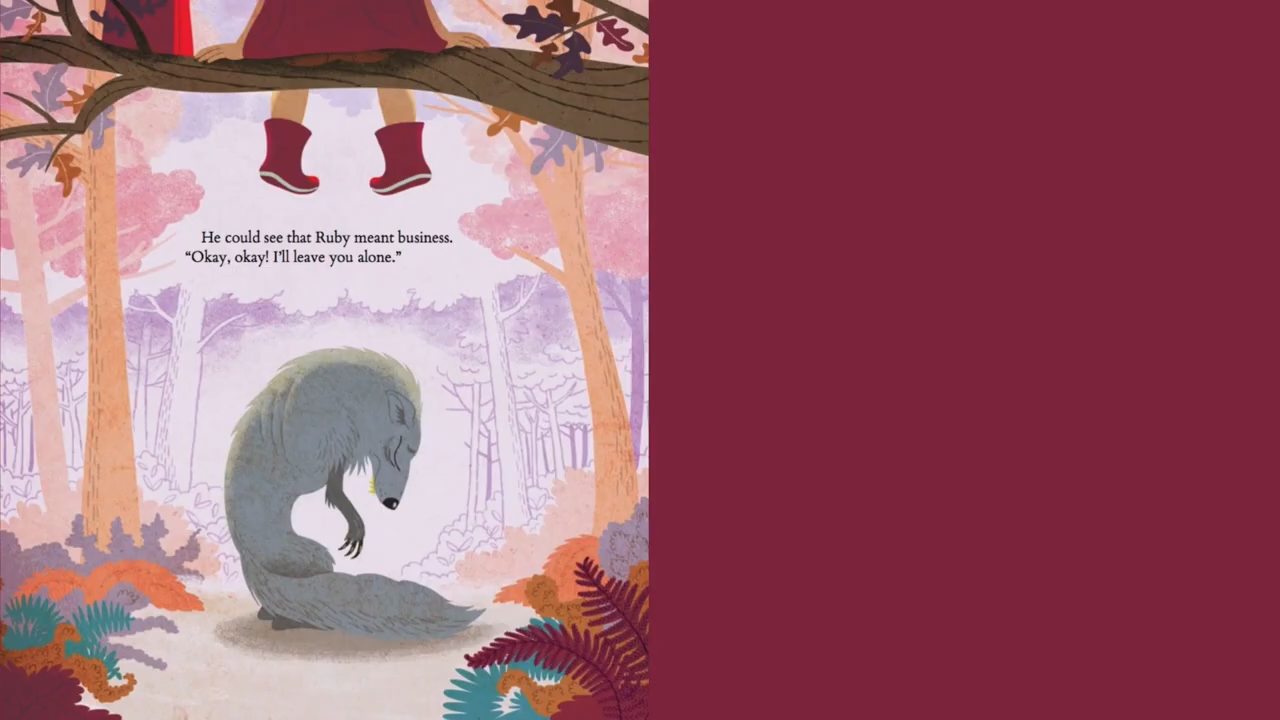 He could see that Ruby meant business.
“Okay, okay! I’ll leave you alone.”